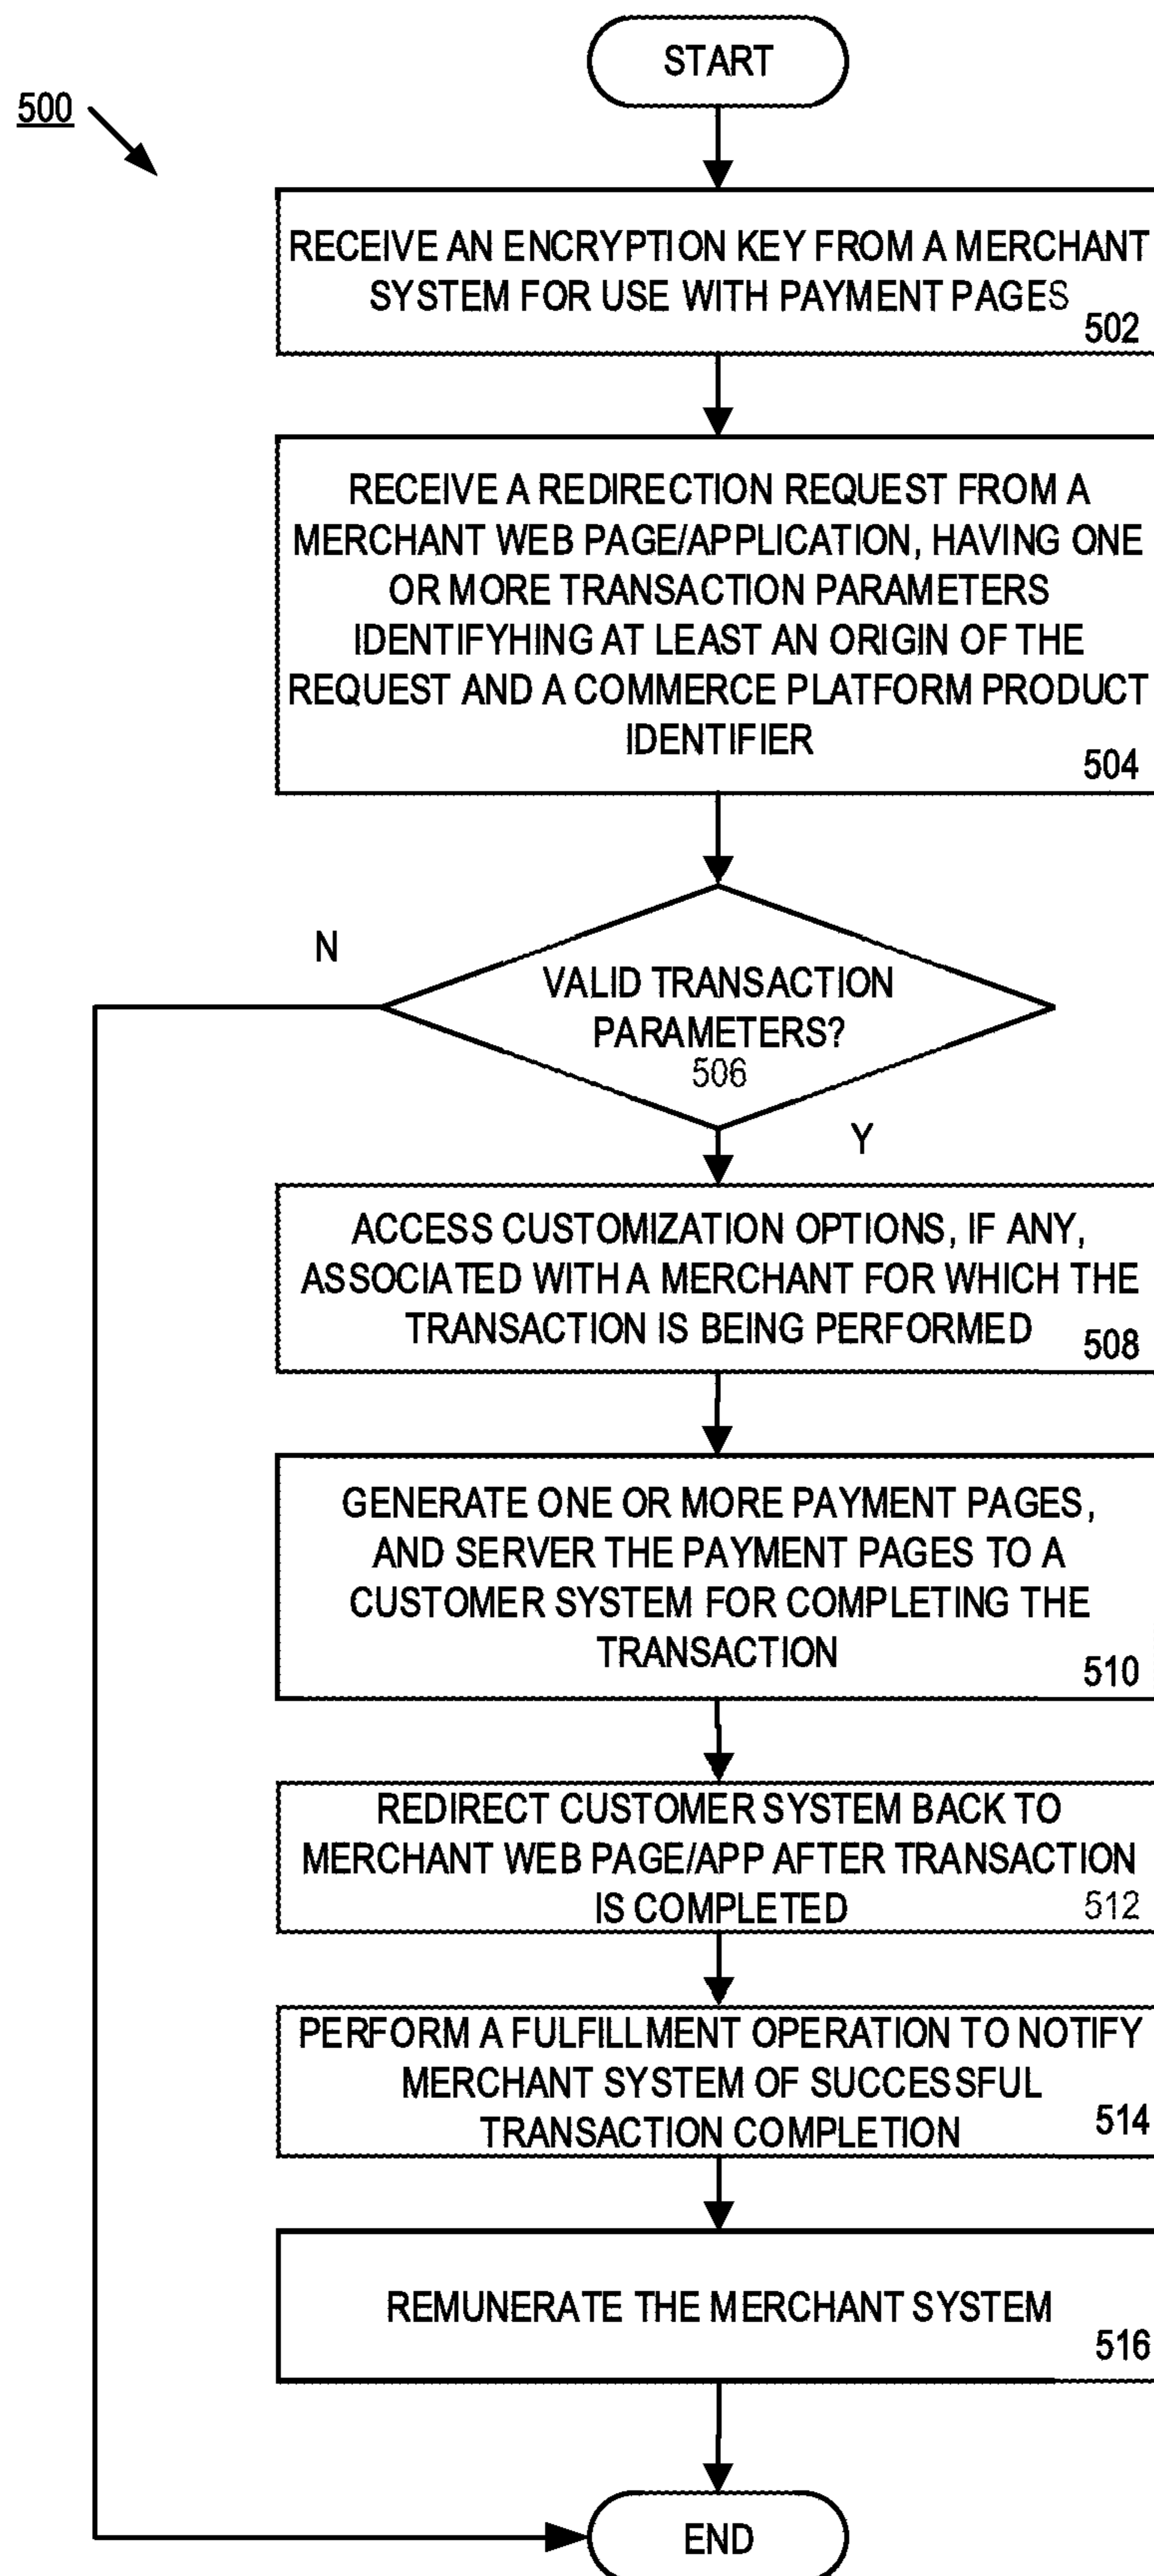 START
500
RECEIVE AN ENCRYPTION KEY FROM A MERCHANT
SYSTEM FOR USE WITH PAYMENT PAGES
502
RECEIVE A REDIRECTION REQUEST FROM A
MERCHANT WEB PAGE/APPLICATION, HAVING ONE
OR MORE TRANSACTION PARAMETERS
IDENTIFYHING AT LEAST AN ORIGIN OF THE
REQUEST AND A COMMERCE PLATFORM PRODUCT
IDENTIFIER
504
N
VALID TRANSACTION
PARAMETERS?
506
Y
ACCESS CUSTOMIZATION OPTIONS, IF ANY,
ASSOCIATED WITH A MERCHANT FOR WHICH THE
TRANSACTION IS BEING PERFORMED
508
GENERATE ONE OR MORE PAYMENT PAGES,
AND SERVER THE PAYMENT PAGES TO A
CUSTOMER SYSTEM FOR COMPLETING THE
TRANSACTION
510
REDIRECT CUSTOMER SYSTEM BACK TO
MERCHANT WEB PAGE/APP AFTER TRANSACTION
IS COMPLETED
512
PERFORM A FULFILLMENT OPERATION TO NOTIFY
MERCHANT SYSTEM OF SUCCESSFUL
TRANSACTION COMPLETION
514
REMUNERATE THE MERCHANT SYSTEM
516
END